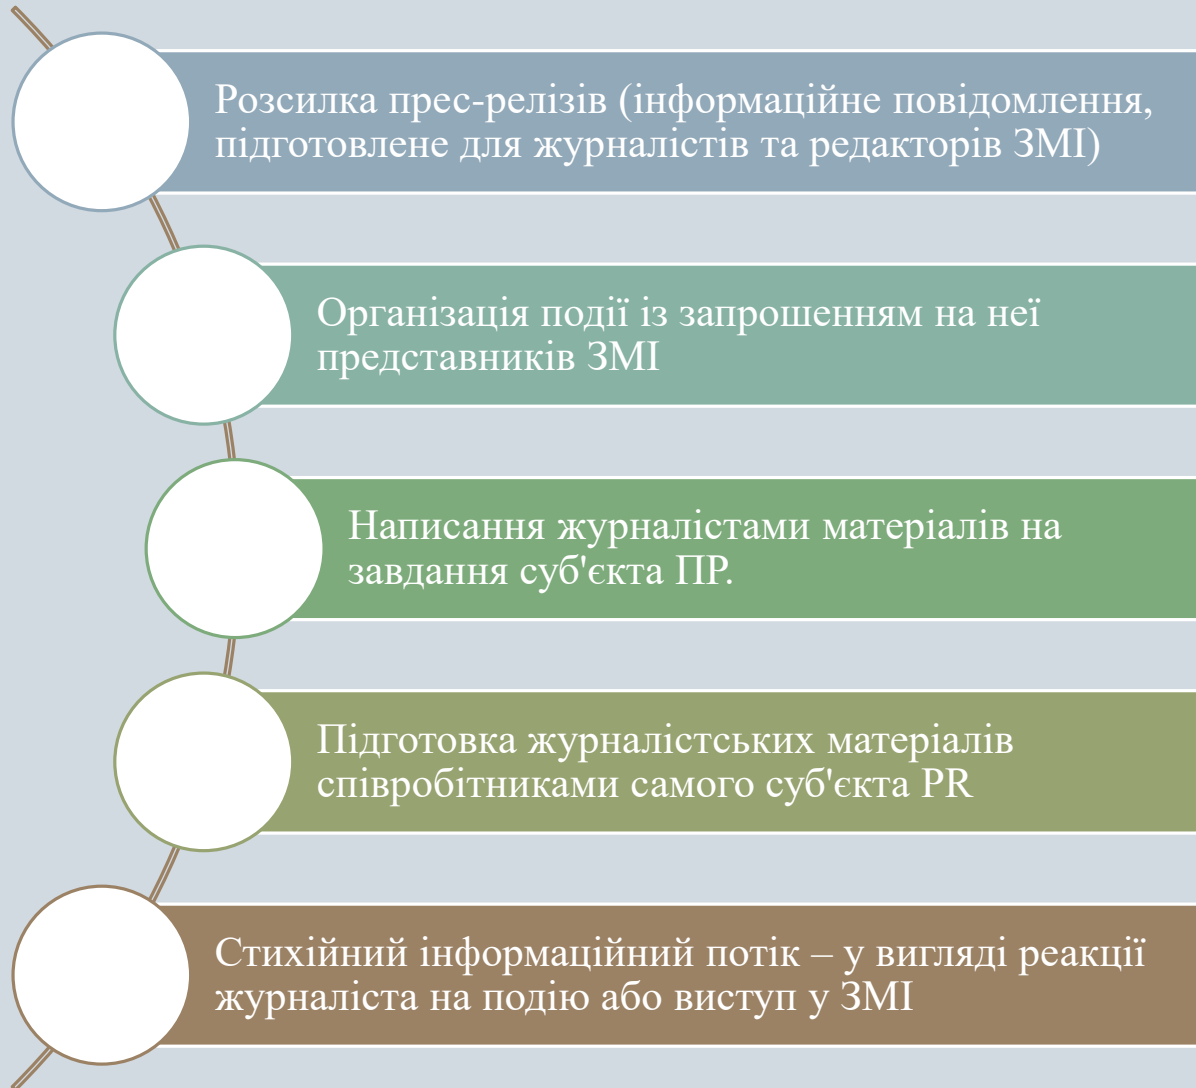 Розсилка прес-релізів (інформаційне повідомлення,
підготовлене для журналістів та редакторів ЗМІ)
Організація події із запрошенням на неї
представників ЗМІ
Написання журналістами матеріалів на
завдання суб'єкта ПР.
Підготовка журналістських матеріалів
співробітниками самого суб'єкта PR
Стихійний інформаційний потік – у вигляді реакції
журналіста на подію або виступ у ЗМІ